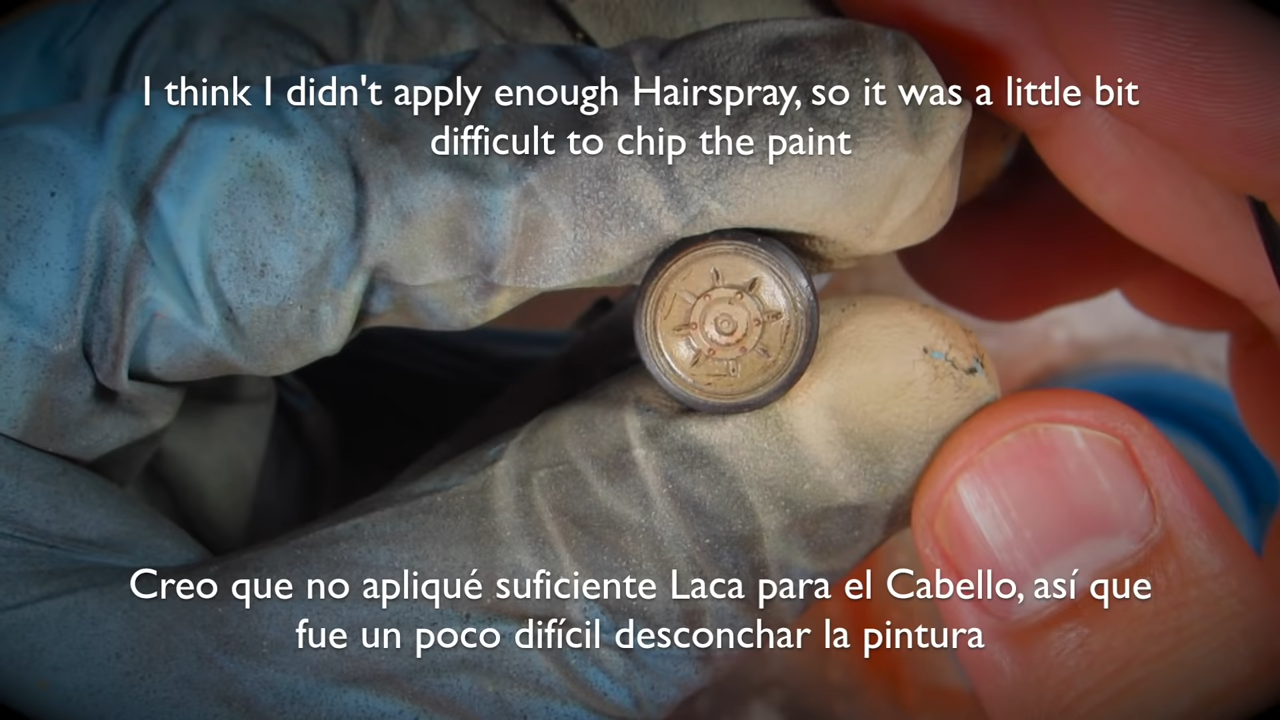 I think I didn't apply enough Hairspray, so it was a little bit
difficult to chip the paint
Creo que no apliqué suficiente Laca para el Cabello, así que
fue un poco difícil desconchar la pintura